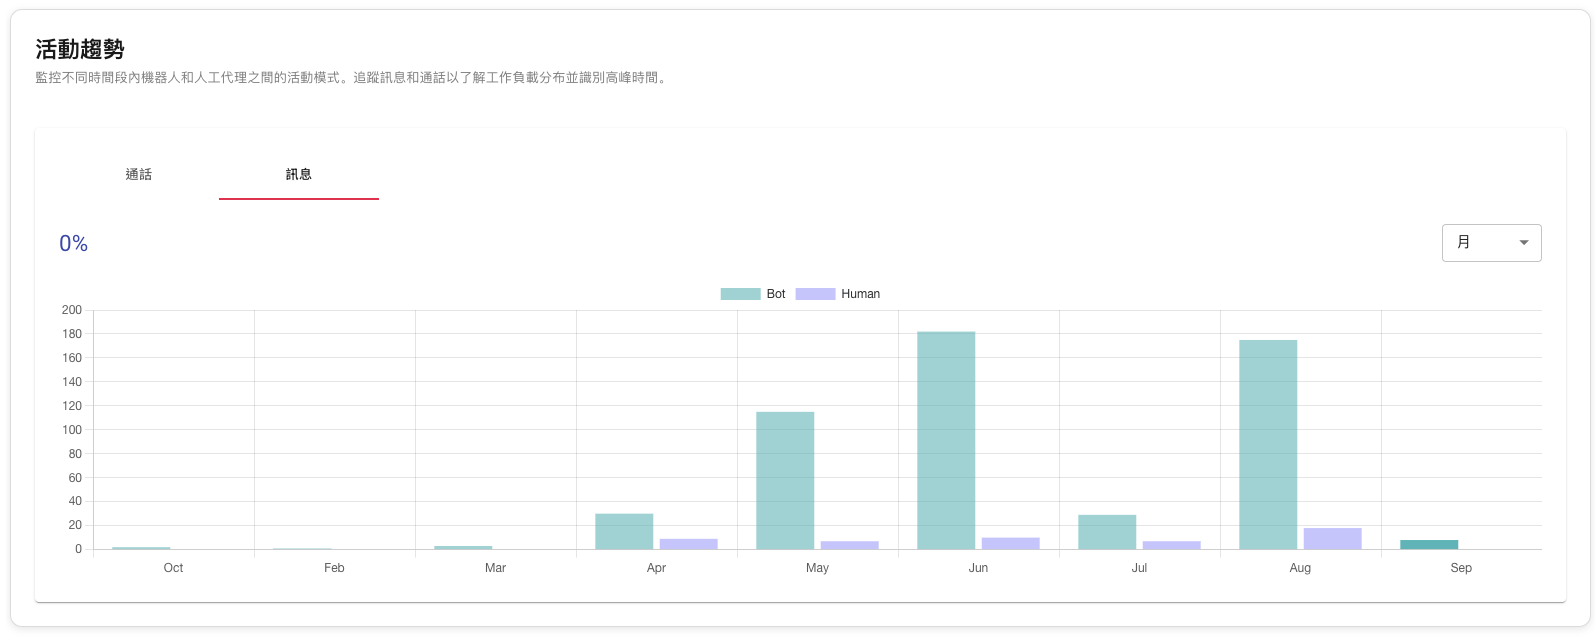 活動趨勢
監控不同時間段內機器人和人工代理之間的活動模式。追蹤訊息和通話以了解工作負載分布並識別高峰時間。
通話 訊息
0%
月
Bot Human
200
180
160
140
120
100
80
60
40
20
0
Oct Feb Mar Apr May Jun Jul Aug Sep